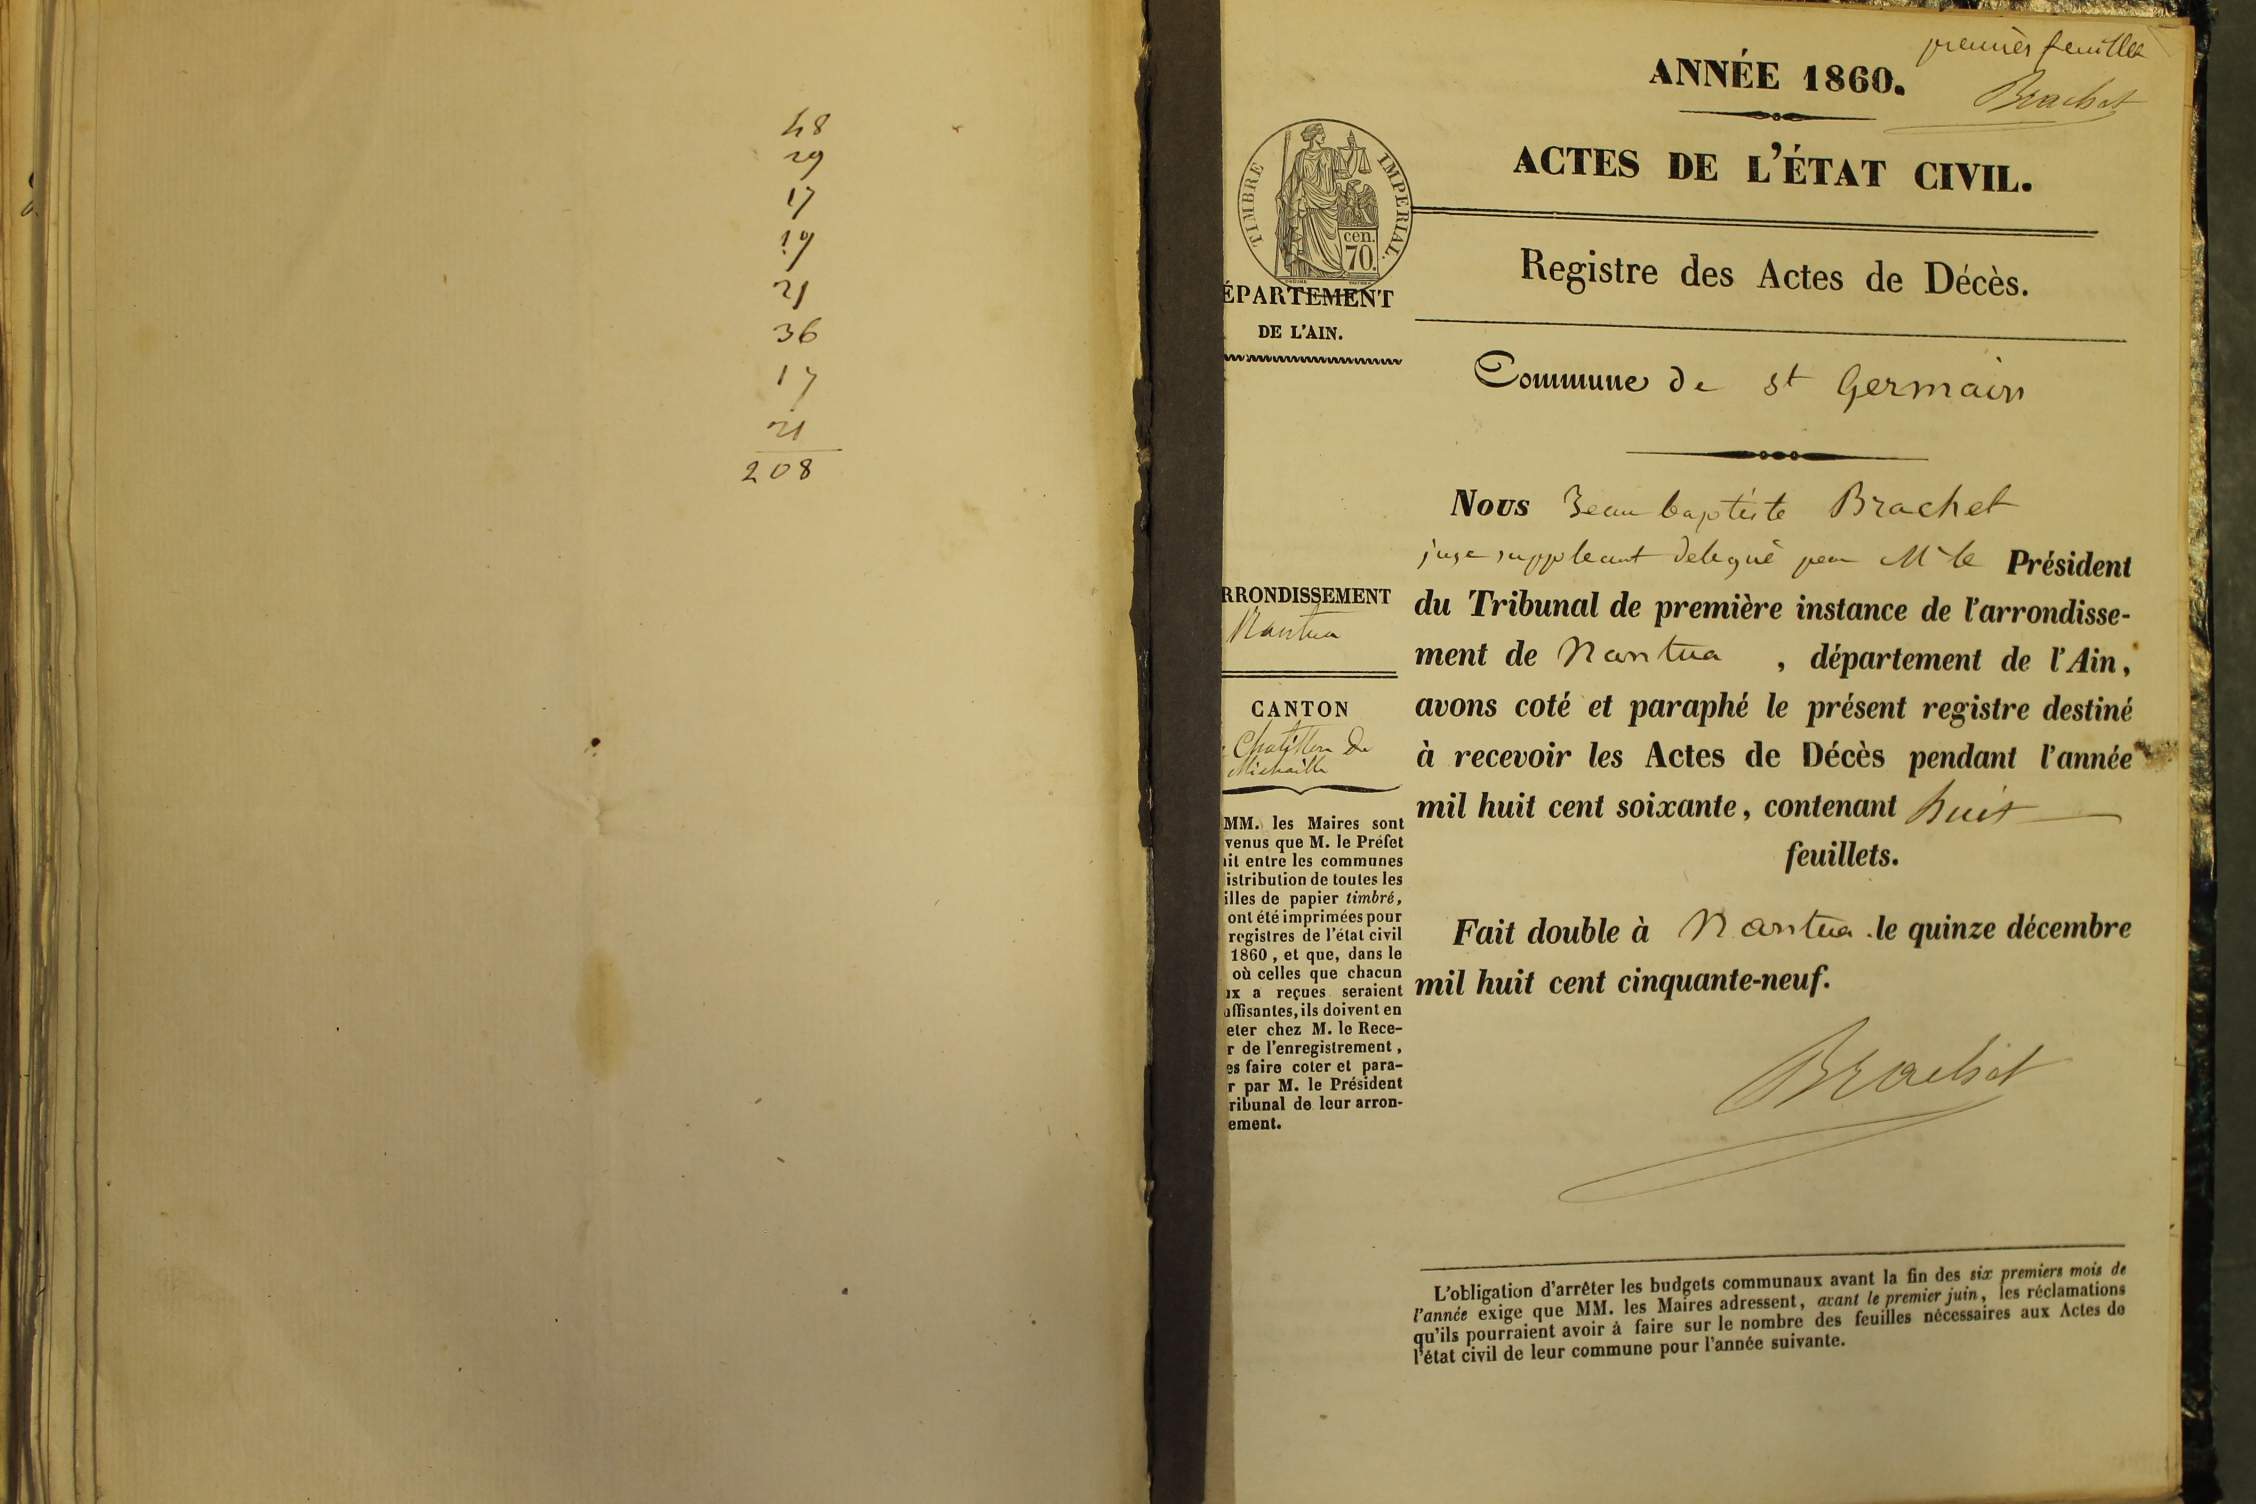 48
29
17
19
21
36
17
21
208
premier feuillet
Brachet
ANNÉE 1860.
ACTES DE L'ÉTAT CIVIL.
TIMBRE IMPERIAL.
cen.
70.
ÉPARTEMENT
DE L'AIN.
Registre des Actes de Décès.
Commune de st Germain
Nous Jean baptiste Brachet
juge suppleant delegué par Mr le Président
du Tribunal de première instance de l'arrondisse-
ment de Nantua, département de l'Ain,
avons coté et paraphé le présent registre destiné
à recevoir les Actes de Décès pendant l'année
mil huit cent soixante, contenant huit
feuillets.
Fait double à Nantua le quinze décembre
mil huit cent cinquante-neuf.
Brachet
RRONDISSEMENT
Nantua
CANTON
Chatillon de
Michaille
MM. les Maires sont
venus que M. le Préfet
ait entre les communes
istribution de toutes les
illes de papier timbré,
ont été imprimées pour
registres de l'état civil
1860, et que, dans le
où celles que chacun
ux a reçues seraient
uffisantes, ils doivent en
eter chez M. le Rece-
r de l'enregistrement,
es faire coter et para-
r par M. le Président
ribunal de leur arron-
ement.
L'obligation d'arrêter les budgets communaux avant la fin des six premiers mois de
l'année exige que MM. les Maires adressent, avant le premier juin, les réclamations
qu'ils pourraient avoir à faire sur le nombre des feuilles nécessaires aux Actes de
l'état civil de leur commune pour l'année suivante.